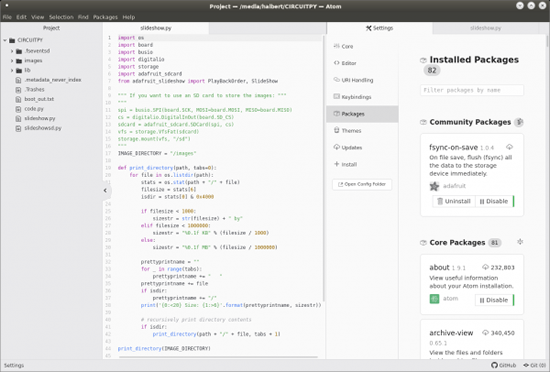 Project — /media/halbert/CIRCUITPY — Atom
File Edit View Selection Find Packages Help
Project
slideshow.py
Settings
slideshow.py
CIRCUITPY
.fseventsd
images
lib
.metadata_never_index
.Trashes
boot_out.txt
code.py
slideshow.py
slideshowsd.py
import os
import board
import busio
import digitalio
import storage
import adafruit_sdcard
from adafruit_slideshow import PlayBackOrder, SlideShow
""" If you want to use an SD card to store the images: """
"""
spi = busio.SPI(board.SCK, MOSI=board.MOSI, MISO=board.MISO)
cs = digitalio.DigitalInOut(board.SD_CS)
sdcard = adafruit_sdcard.SDCard(spi, cs)
vfs = storage.VfsFat(sdcard)
storage.mount(vfs, "/sd")
"""
IMAGE_DIRECTORY = "/images"
def print_directory(path, tabs=0):
for file in os.listdir(path):
stats = os.stat(path + "/" + file)
filesize = stats[6]
isdir = stats[0] & 0x4000
if filesize < 1000:
sizestr = str(filesize) + " by"
elif filesize < 1000000:
sizestr = "%0.1f KB" % (filesize / 1000)
else:
sizestr = "%0.1f MB" % (filesize / 1000000)
prettyprintname = ""
for _ in range(tabs):
prettyprintname += "   "
prettyprintname += file
if isdir:
prettyprintname += "/"
print('{0:<20} Size: {1:>6}'.format(prettyprintname, sizestr))
# recursively print directory contents
if isdir:
print_directory(path + "/" + file, tabs + 1)
print_directory(IMAGE_DIRECTORY)
Core
Editor
URI Handling
Keybindings
Packages
Themes
Updates
Install
Open Config Folder
Installed Packages
82
Filter packages by name
Community Packages
fsync-on-save 1.0.4
On file save, flush (fsync) all
the data to the storage
device immediately.
adafruit
Uninstall Disable
Core Packages 81
about 1.9.1 232,803
View useful information
about your Atom installation.
atom
Disable
archive-view 340,450
0.65.1
View the files and folders
Settings
GitHub Git (0)